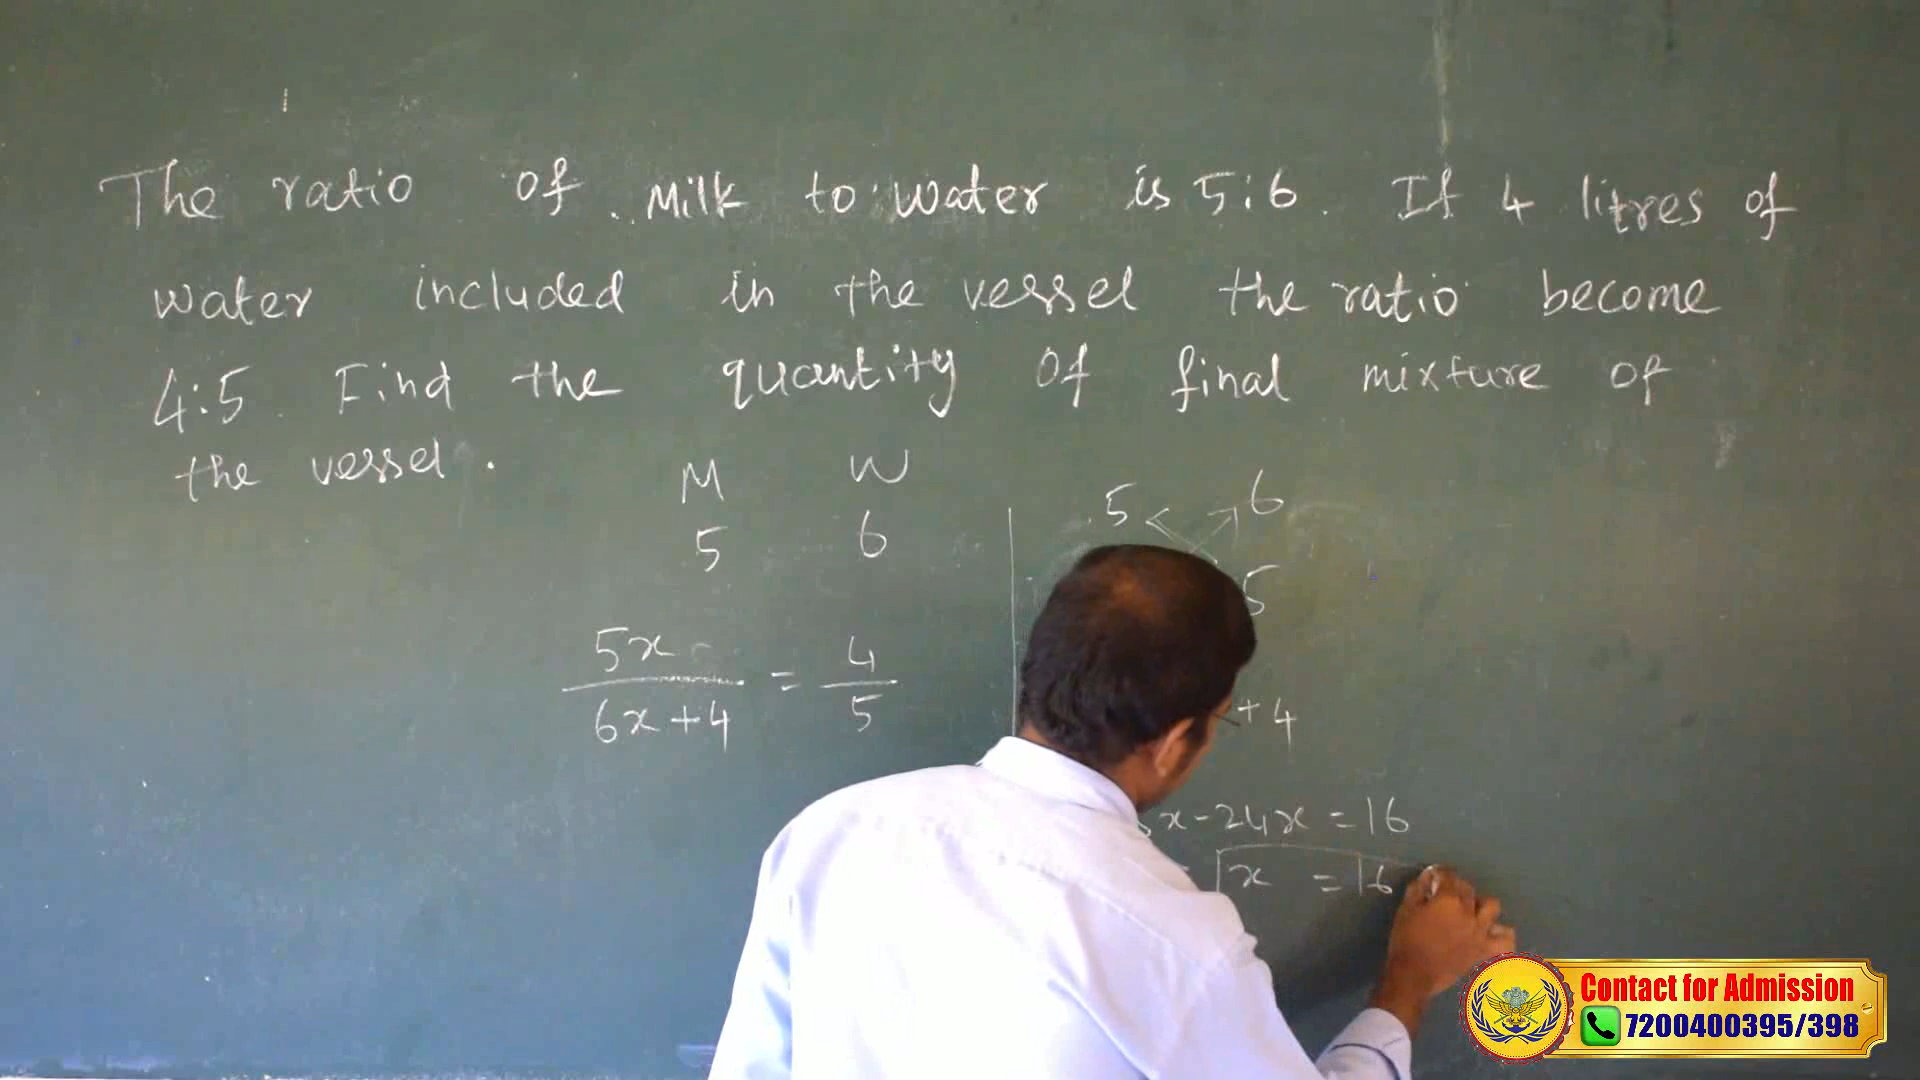 The ratio of Milk to water is 5:6. If 4 litres of
water included in the vessel the ratio become
4:5. Find the quantity of final mixture of
the vessel.
M W
5 6
5x
6x+4
=
4
5
5 6
5
+4
x-24x = 16
x = 16
Contact for Admission
7200400395/398